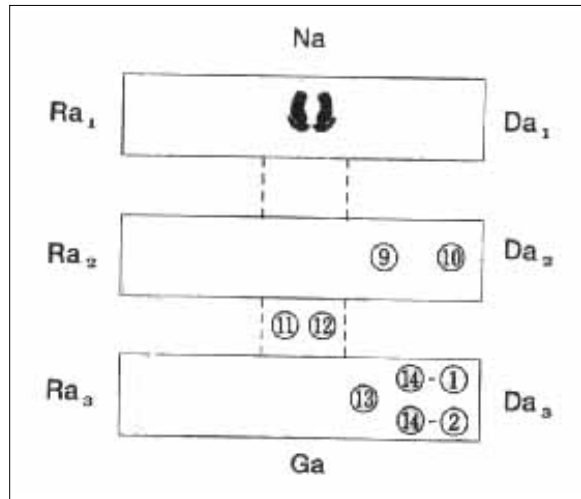 Na
Ra₁ Da₁
Ra₂ ⑨ ⑩ Da₂
⑪ ⑫
⑭-①
Ra₃ ⑬ Da₃
⑭-②
Ga